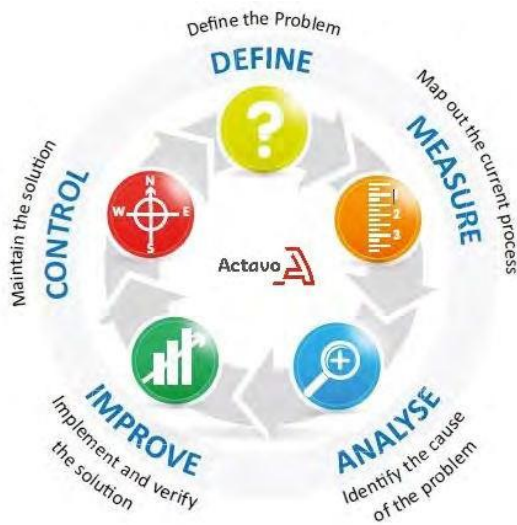 Define the Problem
DEFINE
?
Map out the current process
MEASURE
1
2
3
ANALYSE
Identify the cause
of the problem
IMPROVE
Implement and verify
the solution
CONTROL
Maintain the solution
N
W E
S
Actavo A